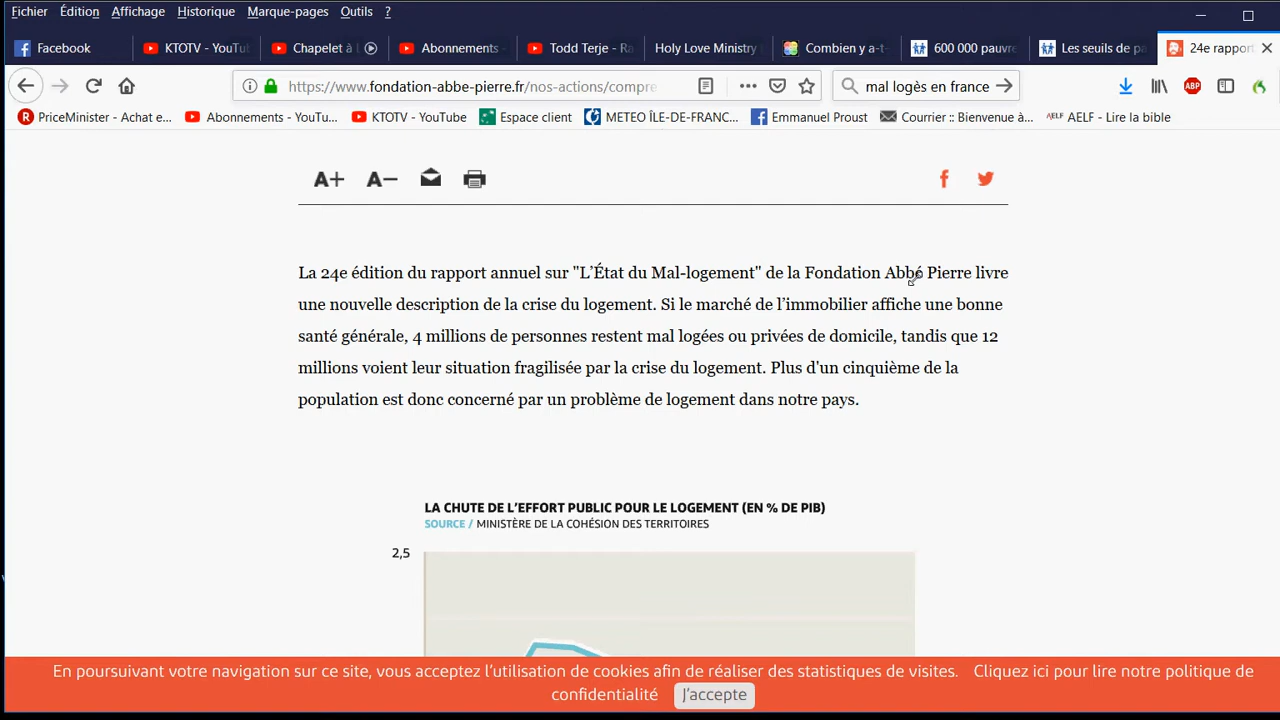 Fichier Édition Affichage Historique Marque-pages Outils ?
Facebook KTOTV - YouTu Chapelet à L Abonnements - Todd Terje - Ra Holy Love Ministry Combien y a-t- 600 000 pauvre Les seuils de pa 24e rapport
https://www.fondation-abbe-pierre.fr/nos-actions/compre mal logès en france ABP
PriceMinister - Achat e... Abonnements - YouTu... KTOTV - YouTube Espace client METEO ÎLE-DE-FRANC... Emmanuel Proust Courrier :: Bienvenue à... AELF AELF - Lire la bible
A+ A−
La 24e édition du rapport annuel sur "L’État du Mal-logement" de la Fondation Abbé Pierre livre
une nouvelle description de la crise du logement. Si le marché de l’immobilier affiche une bonne
santé générale, 4 millions de personnes restent mal logées ou privées de domicile, tandis que 12
millions voient leur situation fragilisée par la crise du logement. Plus d'un cinquième de la
population est donc concerné par un problème de logement dans notre pays.
LA CHUTE DE L’EFFORT PUBLIC POUR LE LOGEMENT (EN % DE PIB)
SOURCE / MINISTÈRE DE LA COHÉSION DES TERRITOIRES
2,5
En poursuivant votre navigation sur ce site, vous acceptez l’utilisation de cookies afin de réaliser des statistiques de visites. Cliquez ici pour lire notre politique de
confidentialité J’accepte